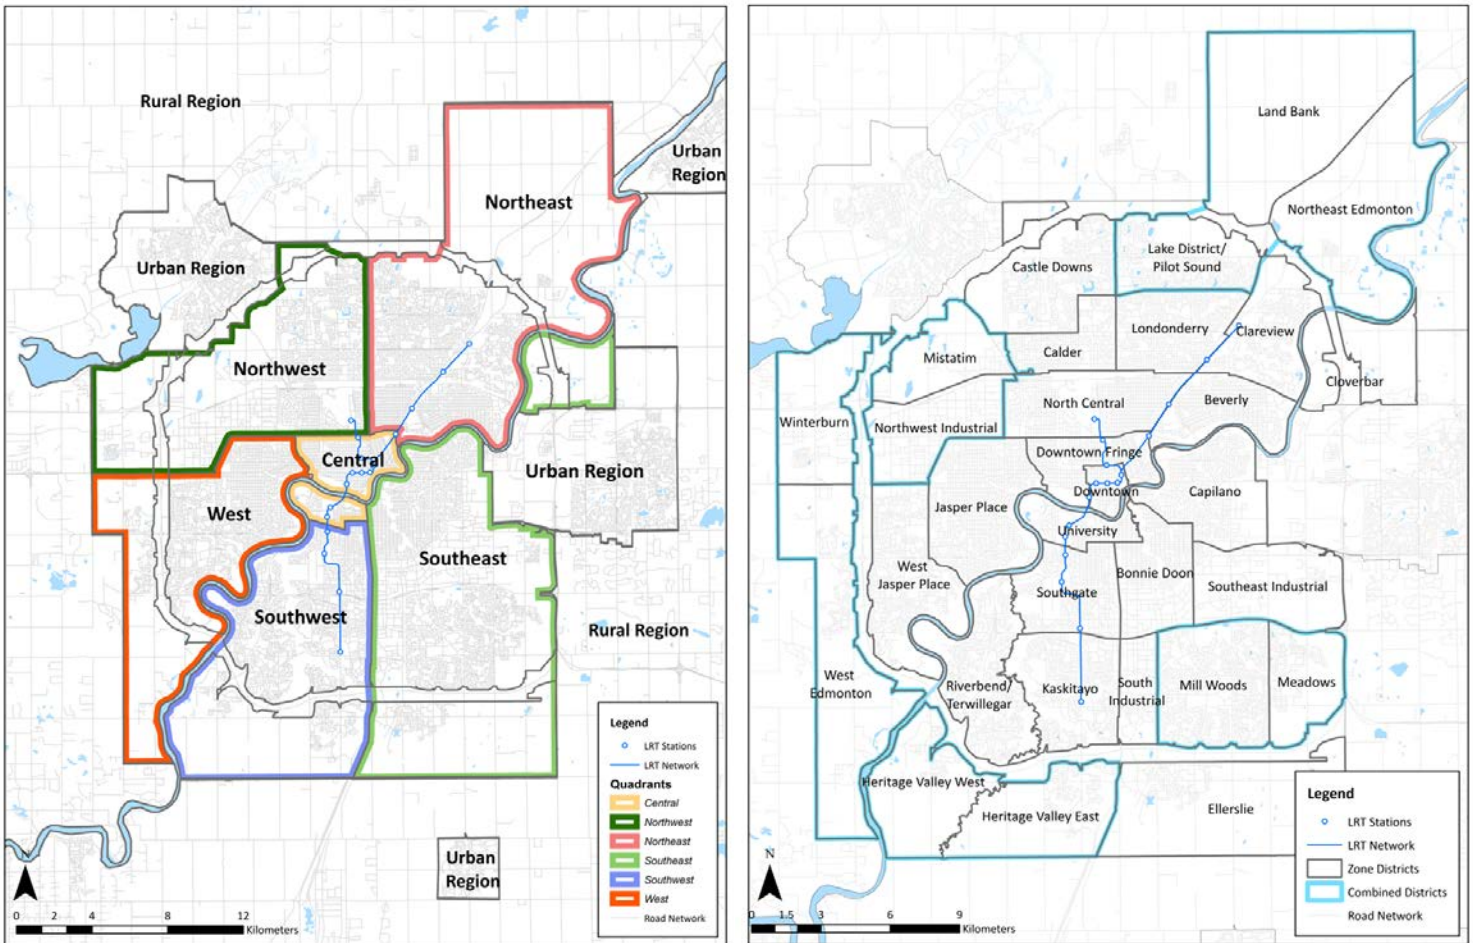 Rural Region
Urban
Region
Northeast
Urban Region
Northwest
Central
Urban Region
West
Southeast
Southwest
Rural Region
Urban
Region
N
0 2 4 8 12
Kilometers
Legend
LRT Stations
LRT Network
Quadrants
Central
Northwest
Northeast
Southeast
Southwest
West
Road Network
Land Bank
Northeast Edmonton
Lake District/
Pilot Sound
Castle Downs
Londonderry
Clareview
Mistatim
Calder
Cloverbar
North Central
Beverly
Winterburn
Northwest Industrial
Downtown Fringe
Downtown
Capilano
Jasper Place
University
West
Jasper Place
Bonnie Doon
Southeast Industrial
Southgate
West
Edmonton
Riverbend/
Terwillegar
Kaskitayo
South
Industrial
Mill Woods
Meadows
Heritage Valley West
Heritage Valley East
Ellerslie
N
0 1.5 3 6 9
Kilometers
Legend
LRT Stations
LRT Network
Zone Districts
Combined Districts
Road Network